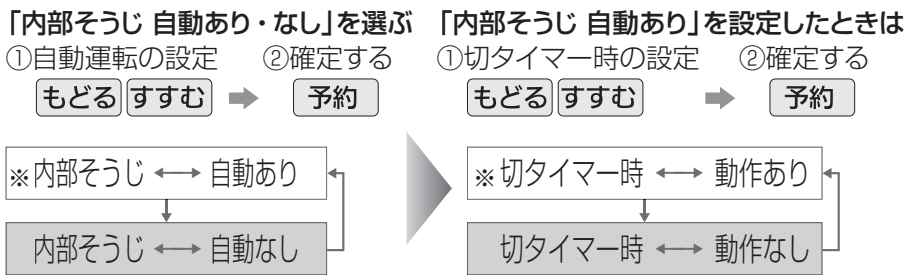 「内部そうじ 自動あり・なし」を選ぶ
①自動運転の設定 ②確定する
もどる すすむ ➡ 予約
※内部そうじ ⟷ 自動あり
内部そうじ ⟷ 自動なし
「内部そうじ 自動あり」を設定したときは
①切タイマー時の設定 ②確定する
もどる すすむ ➡ 予約
※切タイマー時 ⟷ 動作あり
切タイマー時 ⟷ 動作なし